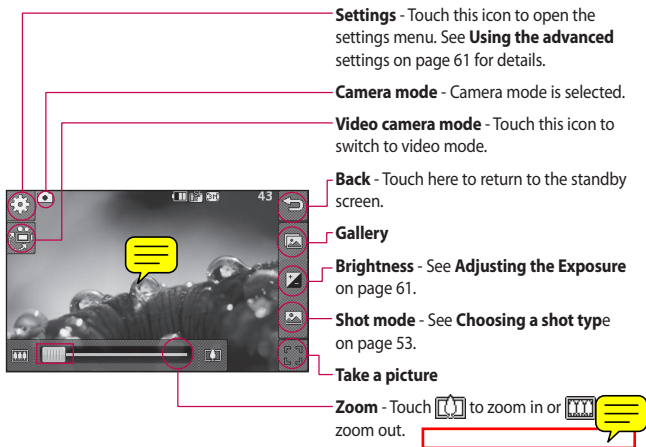 Settings - Touch this icon to open the
settings menu. See Using the advanced
settings on page 61 for details.
Camera mode - Camera mode is selected.
Video camera mode - Touch this icon to
switch to video mode.
Back - Touch here to return to the standby
screen.
Gallery
Brightness - See Adjusting the Exposure
on page 61.
Shot mode - See Choosing a shot type
on page 53.
Take a picture
Zoom - Touch to zoom in or
zoom out.
43